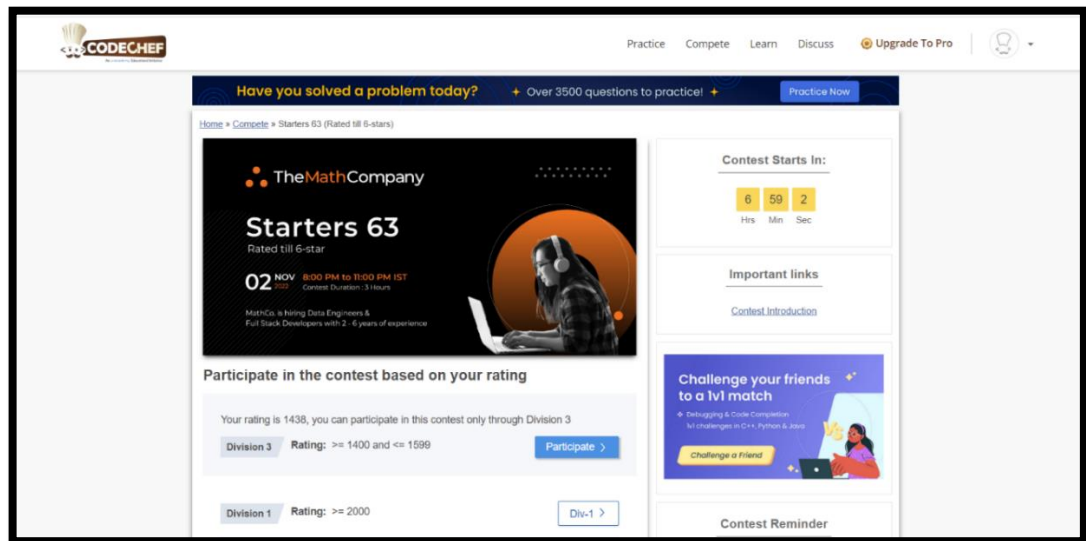 CODECHEF
Practice Compete Learn Discuss Upgrade To Pro
Have you solved a problem today? Over 3500 questions to practice! Practice Now
Home » Compete » Starters 63 (Rated till 6-stars)
TheMathCompany
Starters 63
Rated till 6-star
02 NOV 2022 8:00 PM to 11:00 PM IST
Contest Duration : 3 Hours
MathCo. is hiring Data Engineers &
Full Stack Developers with 2 - 6 years of experience
Participate in the contest based on your rating
Your rating is 1438, you can participate in this contest only through Division 3
Division 3 Rating: >= 1400 and <= 1599 Participate >
Division 1 Rating: >= 2000 Div-1 >
Contest Starts In:
6 59 2
Hrs Min Sec
Important links
Contest Introduction
Challenge your friends
to a 1v1 match
Debugging & Code Completion
1v1 challenges in C++, Python & Java
VS
Challenge a Friend
Contest Reminder